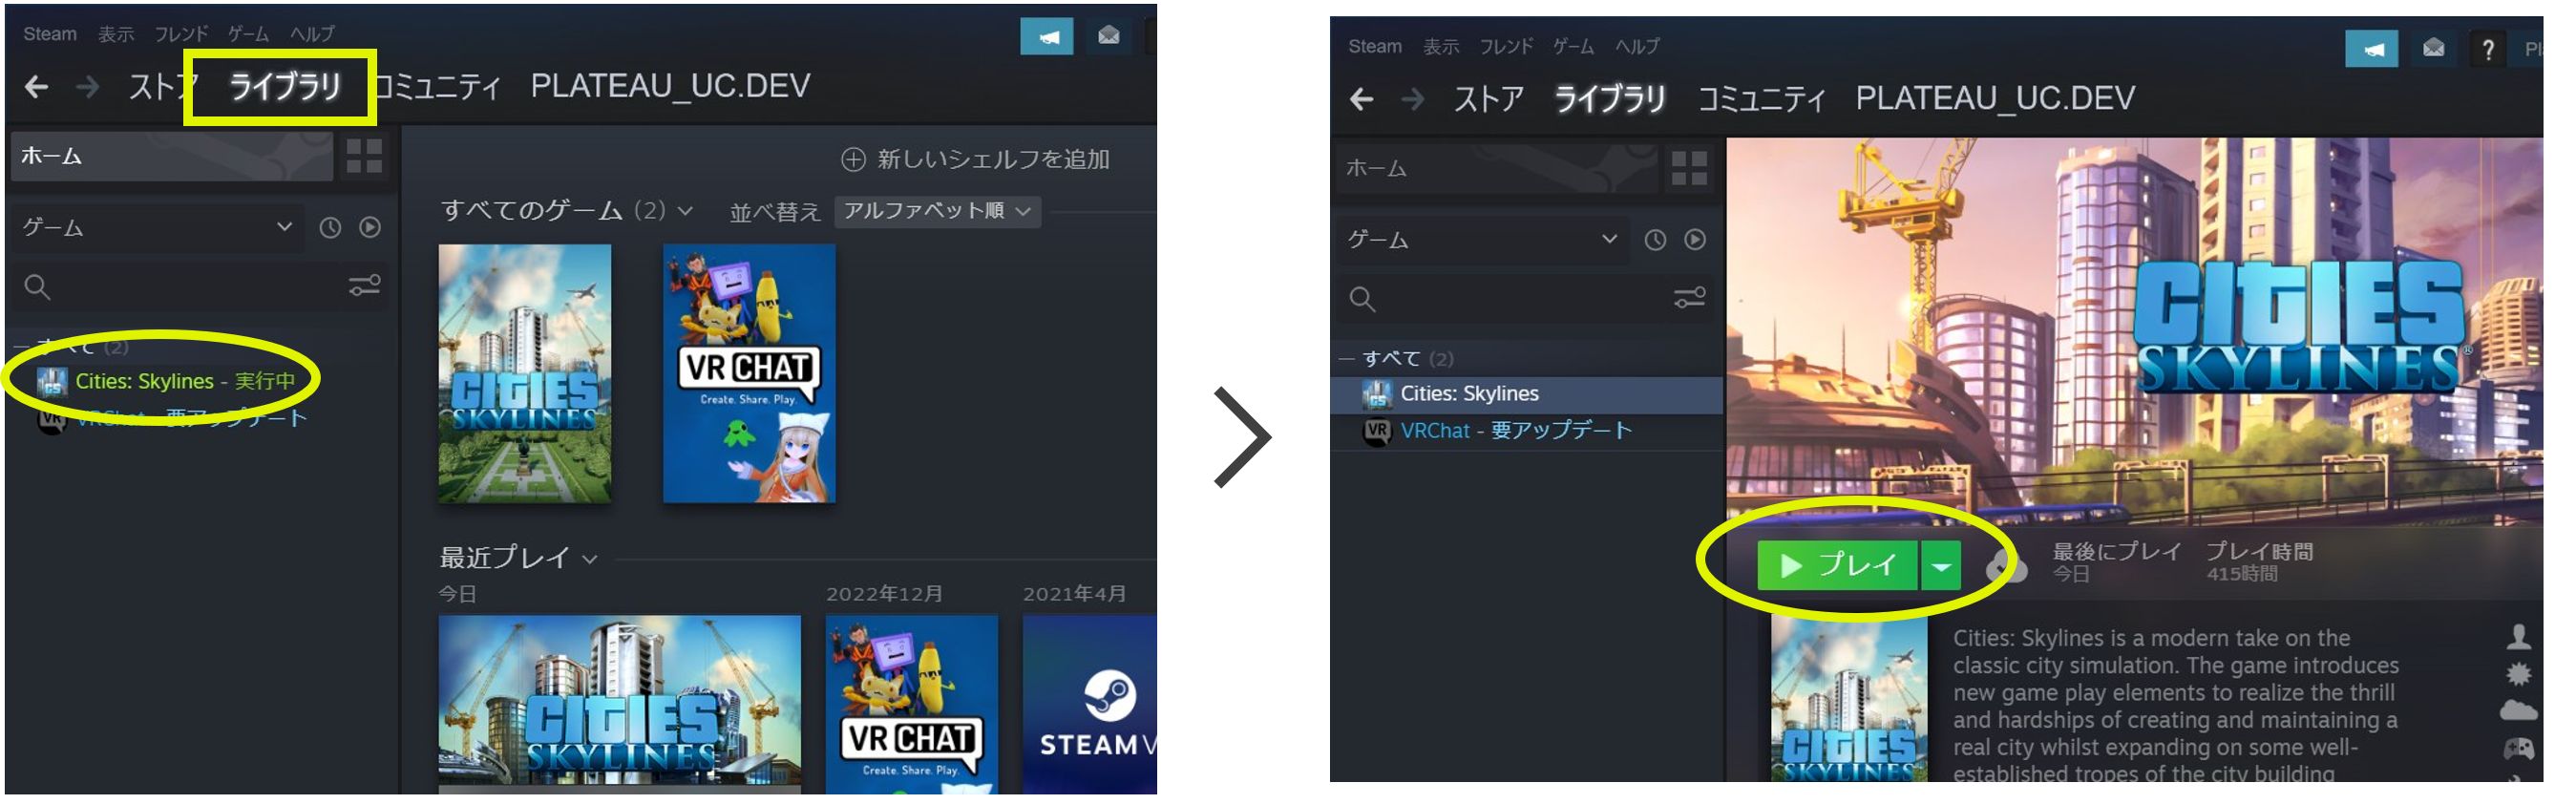 Steam 表示 フレンド ゲーム ヘルプ
ストア ライブラリ コミュニティ PLATEAU_UC.DEV
ホーム
新しいシェルフを追加
ゲーム
すべてのゲーム (2) 並べ替え アルファベット順
すべて (2)
Cities: Skylines - 実行中
VRChat - 要アップデート
CITIES
SKYLINES
VR CHAT
Create. Share. Play.
最近プレイ
今日
2022年12月
2021年4月
CITIES
SKYLINES
VR CHAT
Create. Share. Play.
STEAM V
Steam 表示 フレンド ゲーム ヘルプ
?
ストア ライブラリ コミュニティ PLATEAU_UC.DEV
ホーム
ゲーム
すべて (2)
Cities: Skylines
VR VRChat - 要アップデート
CITIES
SKYLINES®
プレイ
最後にプレイ プレイ時間
今日 415時間
Cities: Skylines is a modern take on the
classic city simulation. The game introduces
new game play elements to realize the thrill
and hardships of creating and maintaining a
real city whilst expanding on some well-
established tropes of the city building
CITIES
SKYLINES